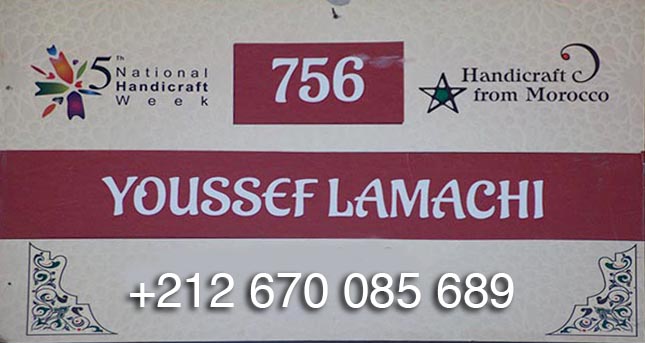 5Th National
Handicraft
Week
756
Handicraft
from Morocco
YOUSSEF LAMACHI
+212 670 085 689